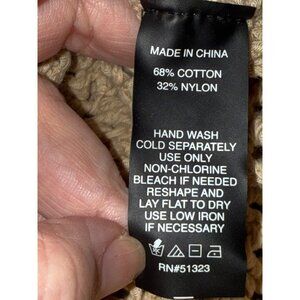 MADE IN CHINA
68% COTTON
32% NYLON
HAND WASH
COLD SEPARATELY
USE ONLY
NON-CHLORINE
BLEACH IF NEEDED
RESHAPE AND
LAY FLAT TO DRY
USE LOW IRON
IF NECESSARY
RN#51323